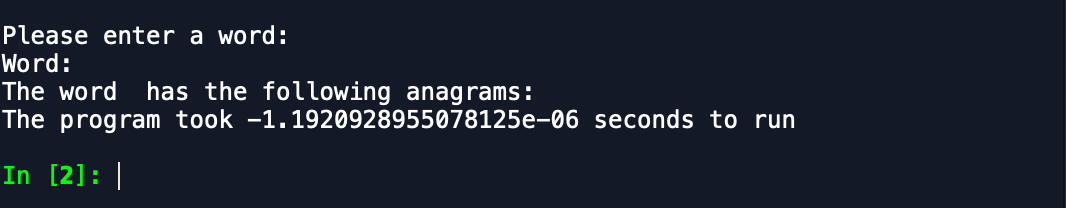 Please enter a word:
Word:
The word  has the following anagrams:
The program took -1.1920928955078125e-06 seconds to run
In [2]: